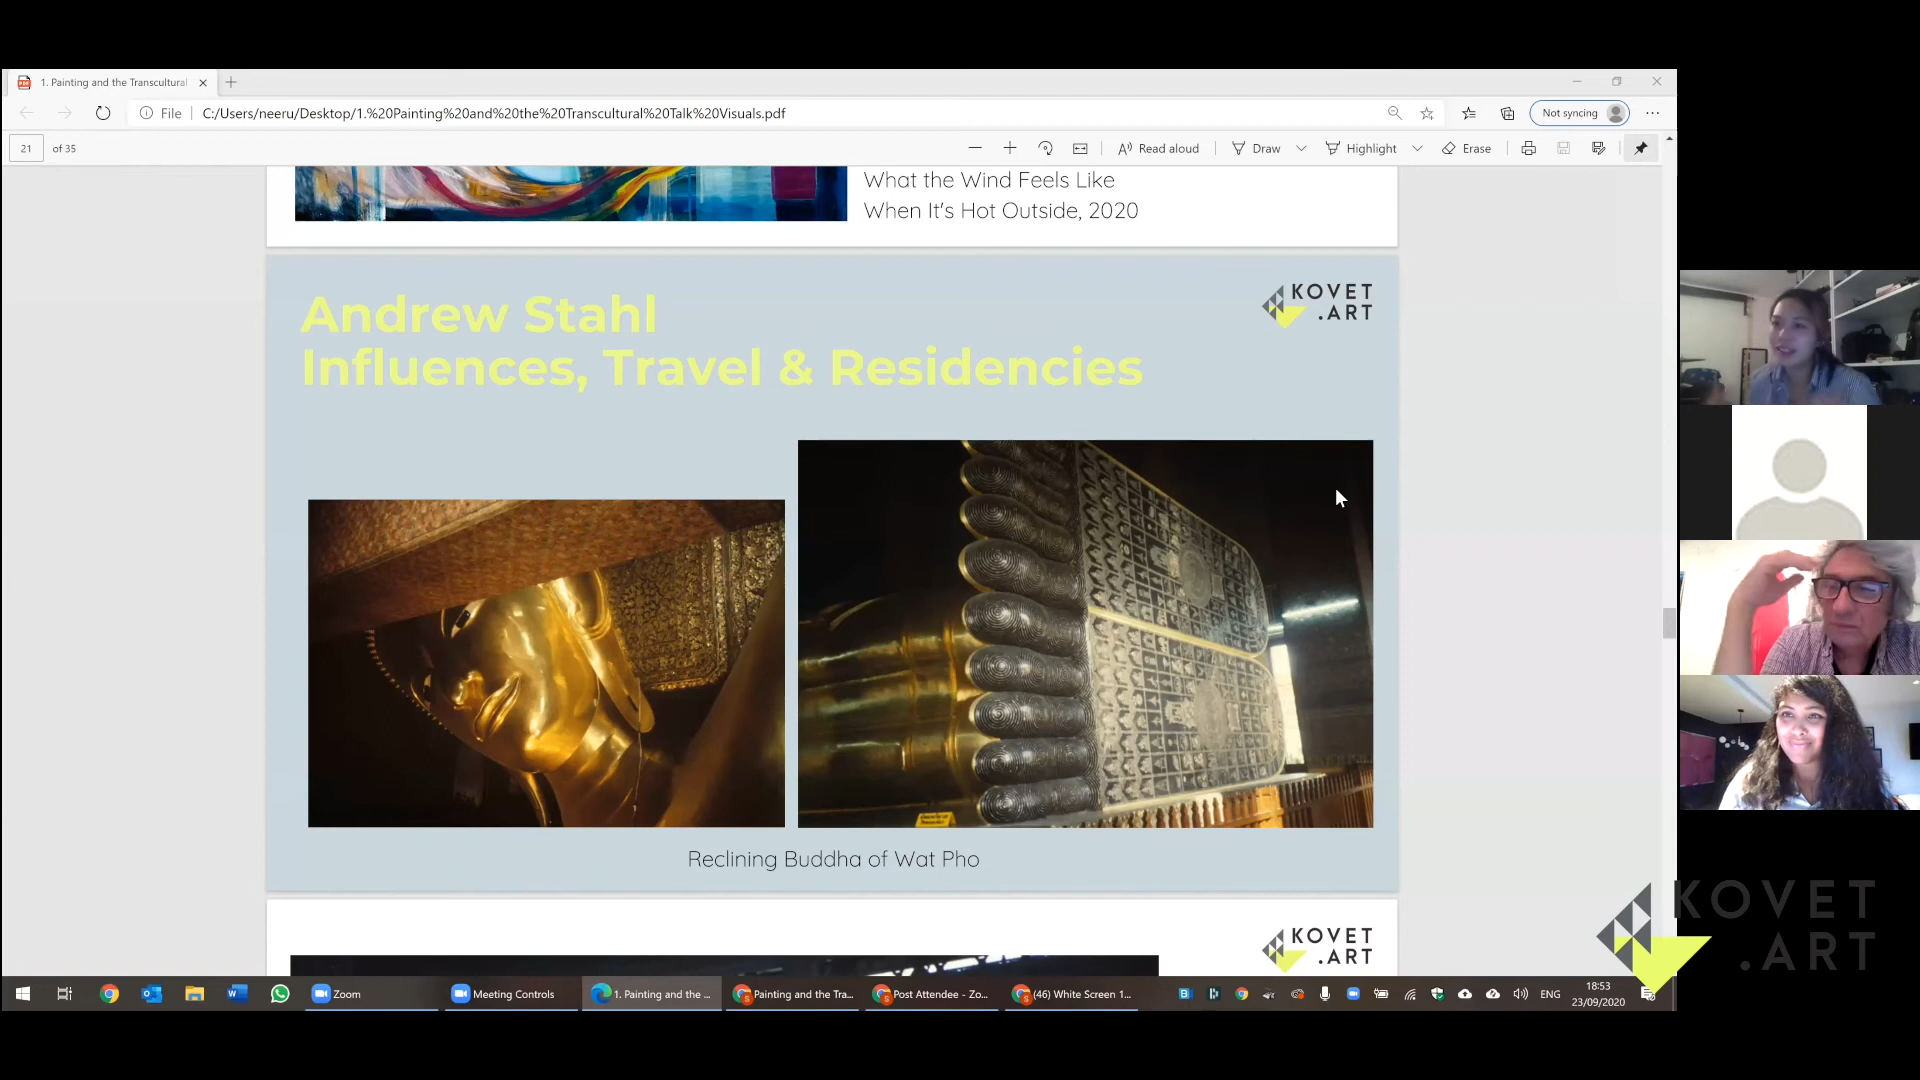 1. Painting and the Transcultural
File
C:/Users/neeru/Desktop/1.%20Painting%20and%20the%20Transcultural%20Talk%20Visuals.pdf
Not syncing
21 of 35
Read aloud
Draw
Highlight
Erase
What the Wind Feels Like
When It's Hot Outside, 2020
Andrew Stahl
Influences, Travel & Residencies
KOVET
.ART
Reclining Buddha of Wat Pho
KOVET
.ART
KOVET
.ART
Zoom
Meeting Controls
1. Painting and the ...
Painting and the Tra...
Post Attendee - Zo...
(46) White Screen 1...
ENG
18:53
23/09/2020